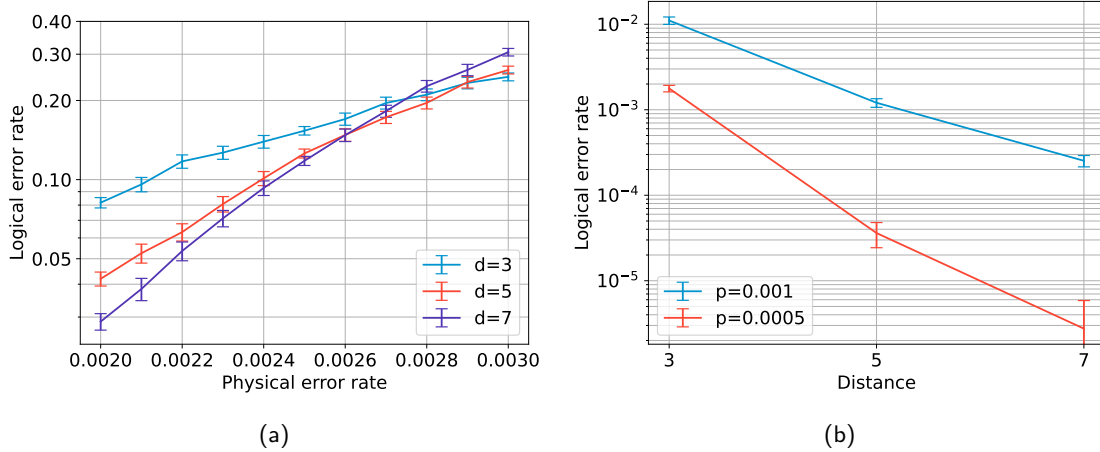 0.40
0.30
0.20
0.10
0.05
Logical error rate
d=3
d=5
d=7
0.0020 0.0022 0.0024 0.0026 0.0028 0.0030
Physical error rate
(a)
10⁻²
10⁻³
10⁻⁴
10⁻⁵
Logical error rate
p=0.001
p=0.0005
3 5 7
Distance
(b)